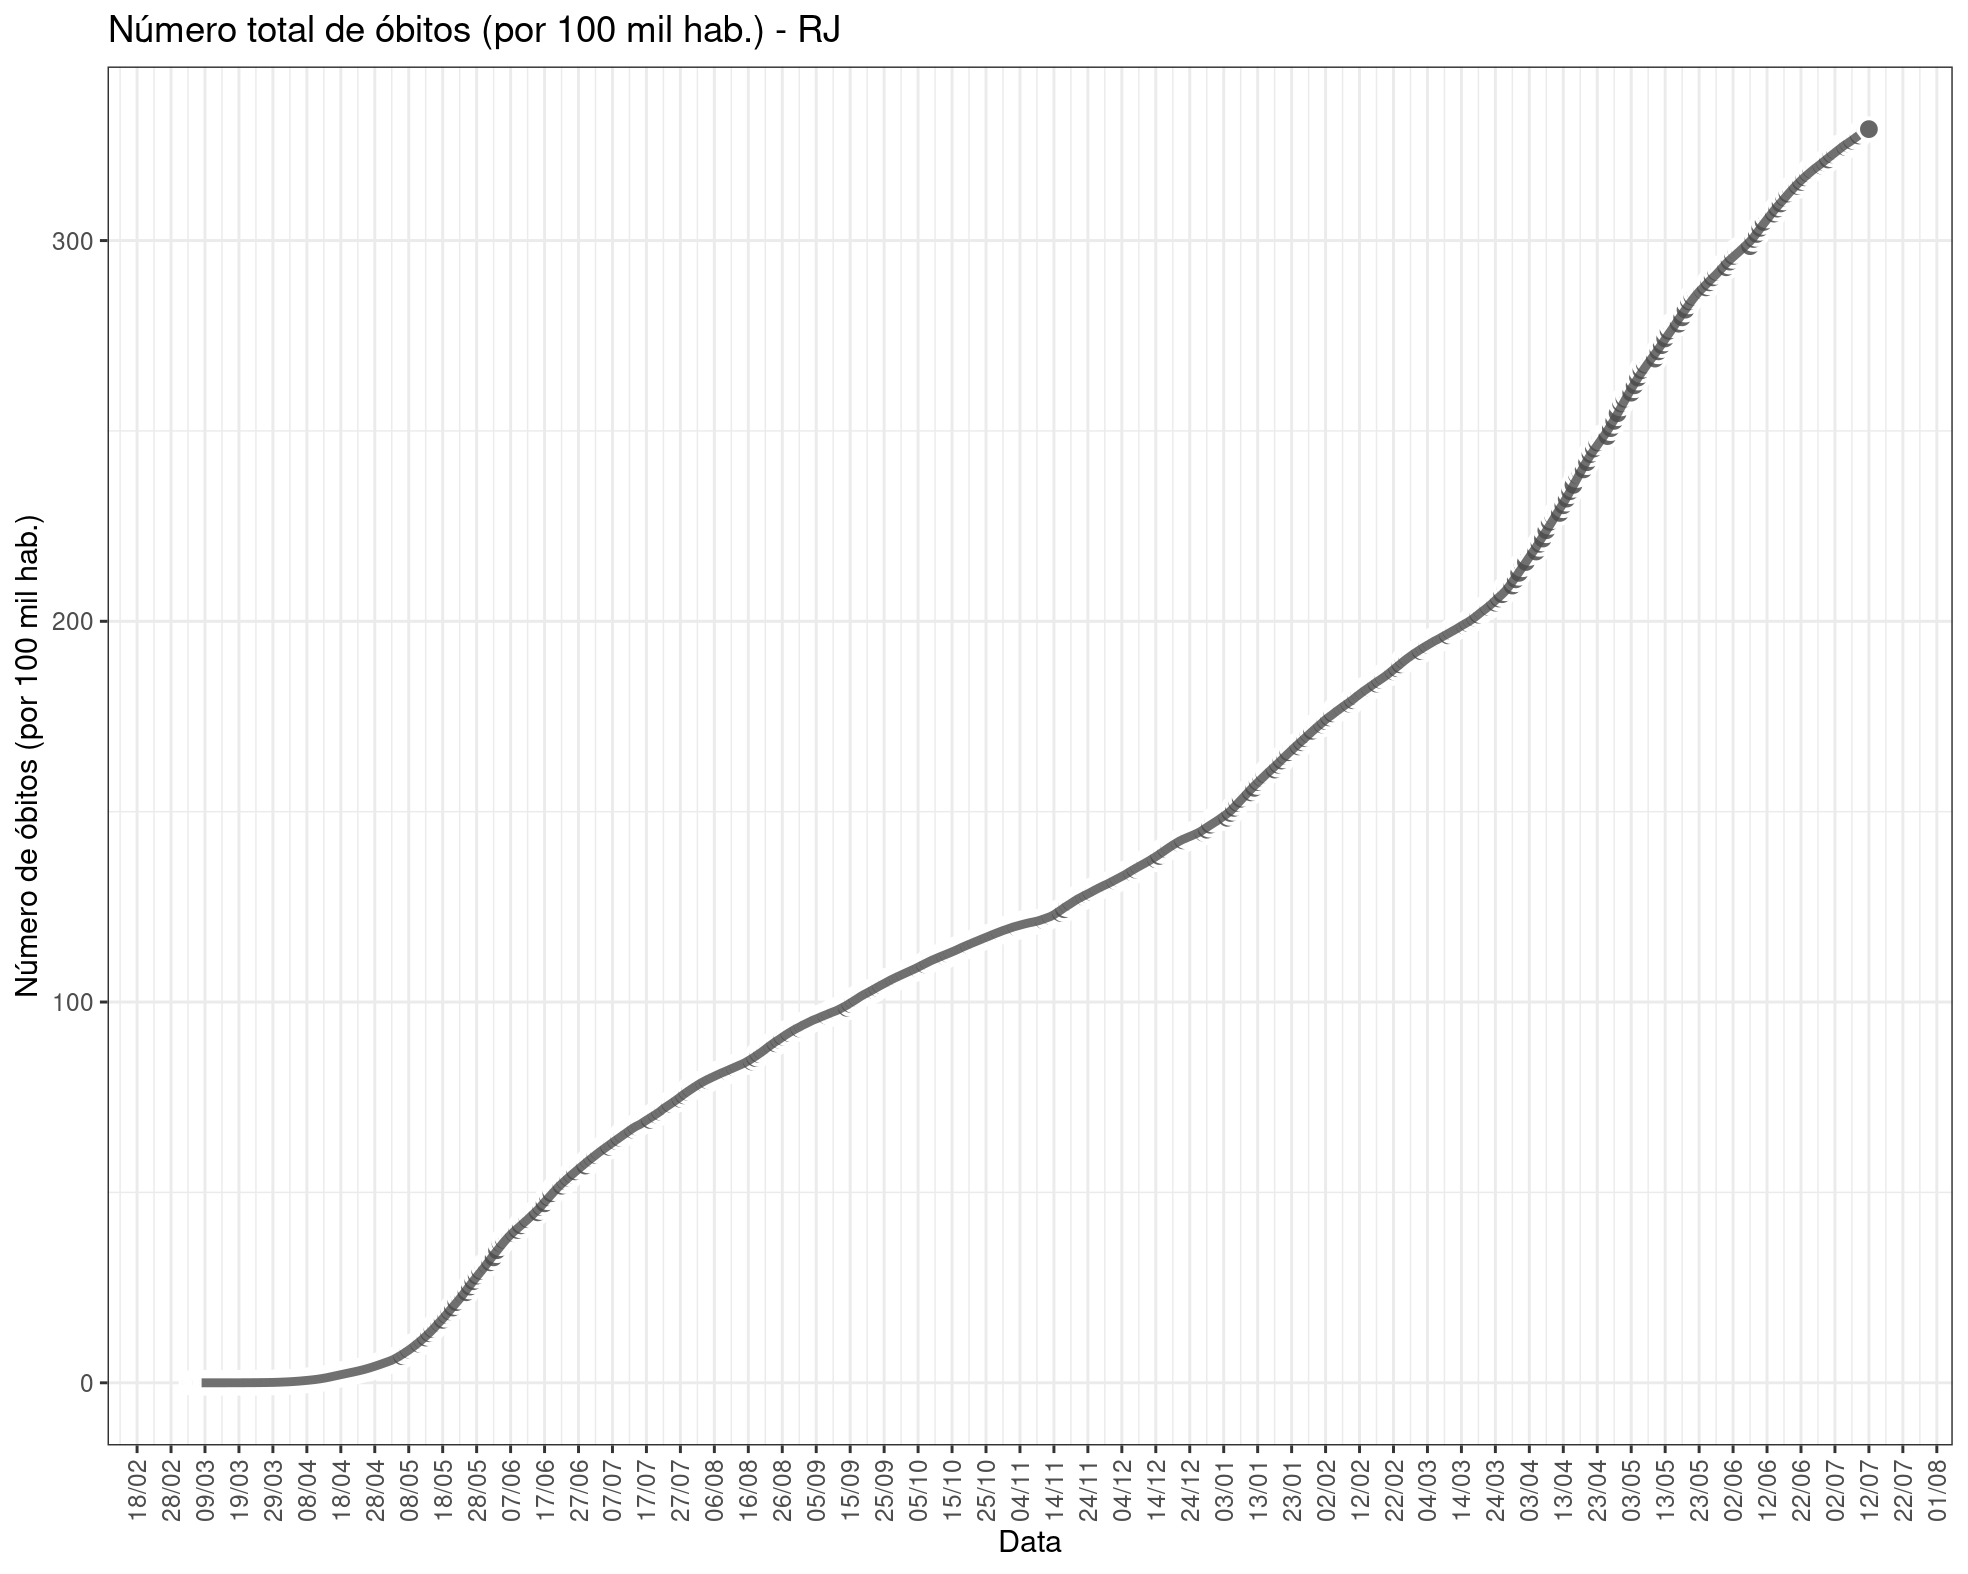 Número total de óbitos (por 100 mil hab.) - RJ
Número de óbitos (por 100 mil hab.)
300
200
100
0
18/02 28/02 09/03 19/03 29/03 08/04 18/04 28/04 08/05 18/05 28/05 07/06 17/06 27/06 07/07 17/07 27/07 06/08 16/08 26/08 05/09 15/09 25/09 05/10 15/10 25/10 04/11 14/11 24/11 04/12 14/12 24/12 03/01 13/01 23/01 02/02 12/02 22/02 04/03 14/03 24/03 03/04 13/04 23/04 03/05 13/05 23/05 02/06 12/06 22/06 02/07 12/07 22/07 01/08
Data